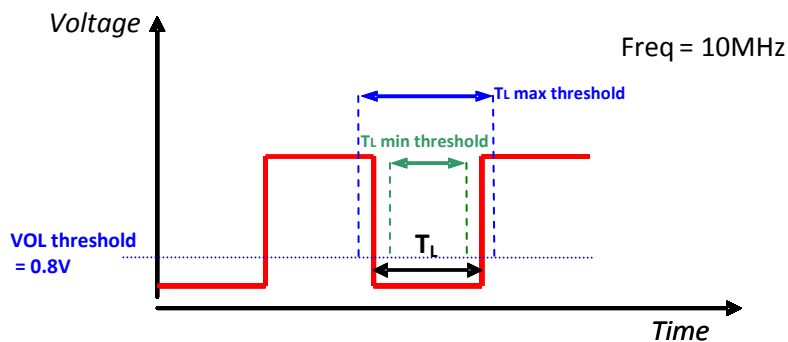 Voltage
Freq = 10MHz
TL max threshold
TL min threshold
VOL threshold
= 0.8V
TL
Time